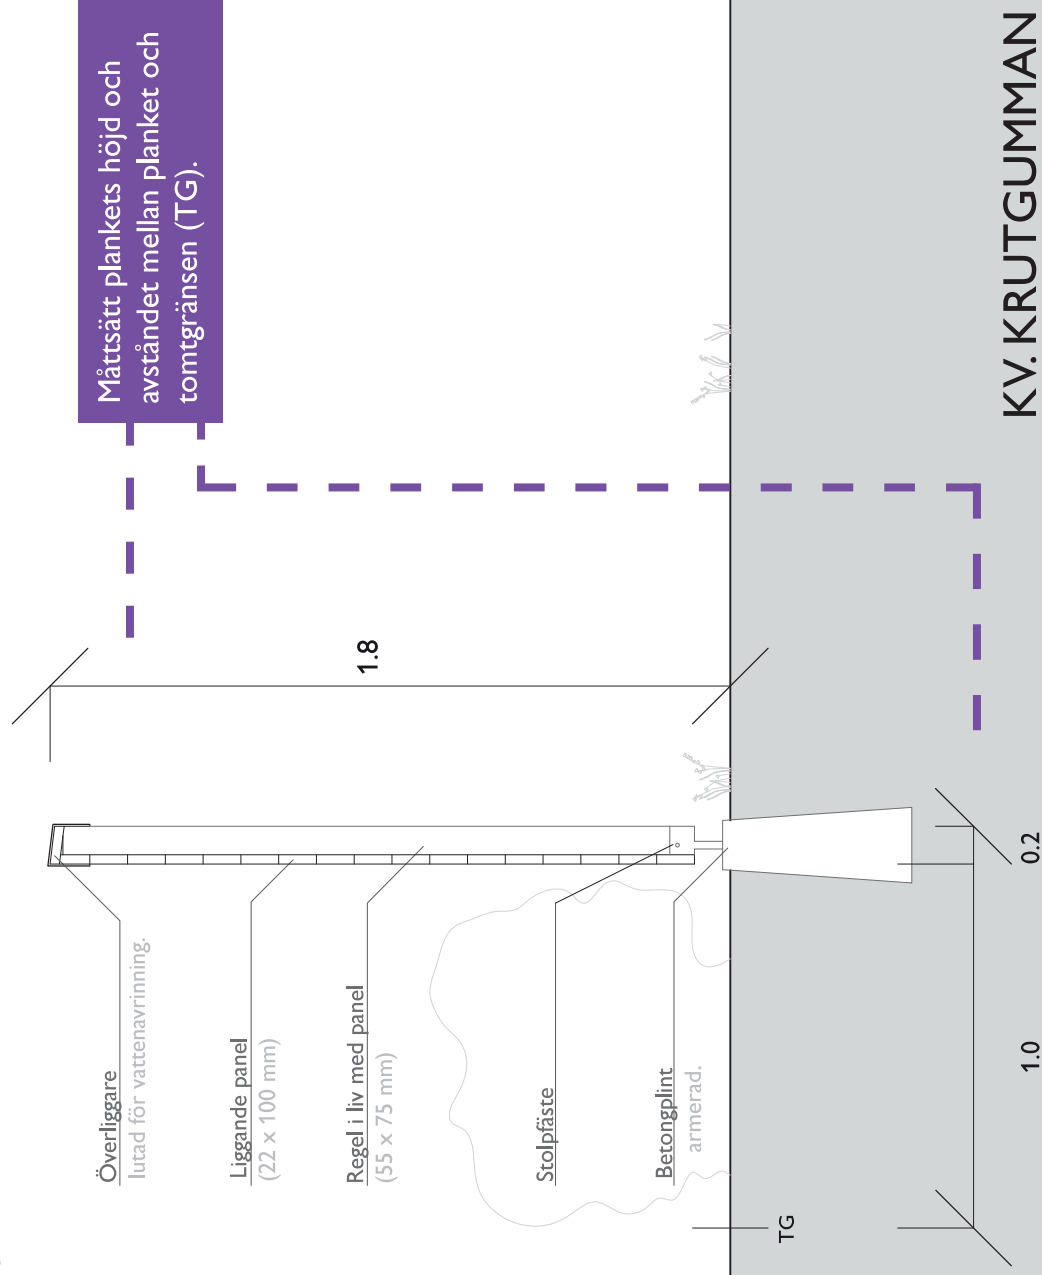 Måttsätt plankets höjd och
avståndet mellan planket och
tomtgränsen (TG).
1.8
Överliggare
lutad för vattenavrinning.
Liggande panel
(22 x 100 mm)
Regel i liv med panel
(55 x 75 mm)
Stolpfäste
Betongplint
armerad.
TG
1.0
0.2
KV. KRUTGUMMAN